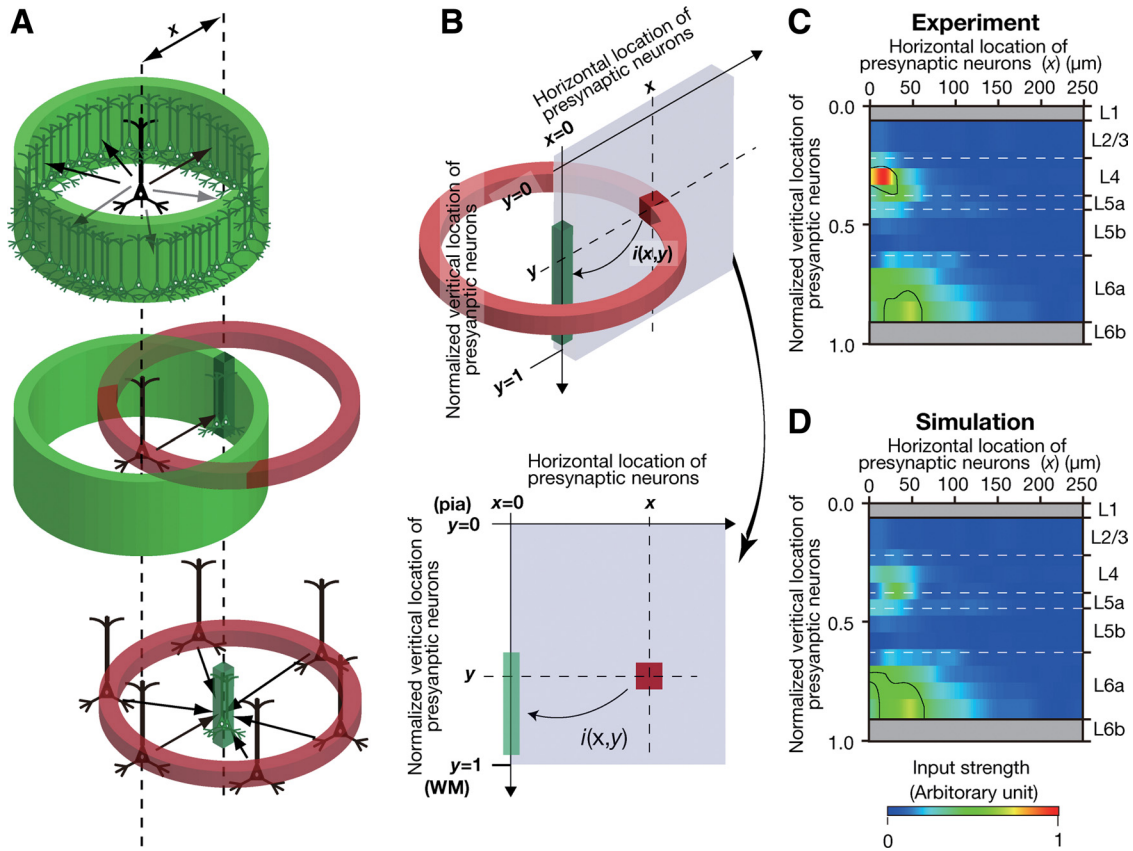 A
x
B
Horizontal location of
presynaptic neurons
x
x=0
y=0
y
i(x,y)
y=1
Normalized veritical location of
presyanptic neurons
Horizontal location of
presynaptic neurons
(pia)
x=0
x
y=0
y
i(x,y)
y=1
(WM)
Normalized veritical location of
presyanptic neurons
C
Experiment
Horizontal location of
presynaptic neurons (x) (µm)
0 50 100 150 200 250
0.0
0.5
1.0
Normalized veritical location of
presyanptic neurons
L1
L2/3
L4
L5a
L5b
L6a
L6b
D
Simulation
Horizontal location of
presynaptic neurons (x) (µm)
0 50 100 150 200 250
0.0
0.5
1.0
Normalized veritical location of
presyanptic neurons
L1
L2/3
L4
L5a
L5b
L6a
L6b
Input strength
(Arbitorary unit)
0 1